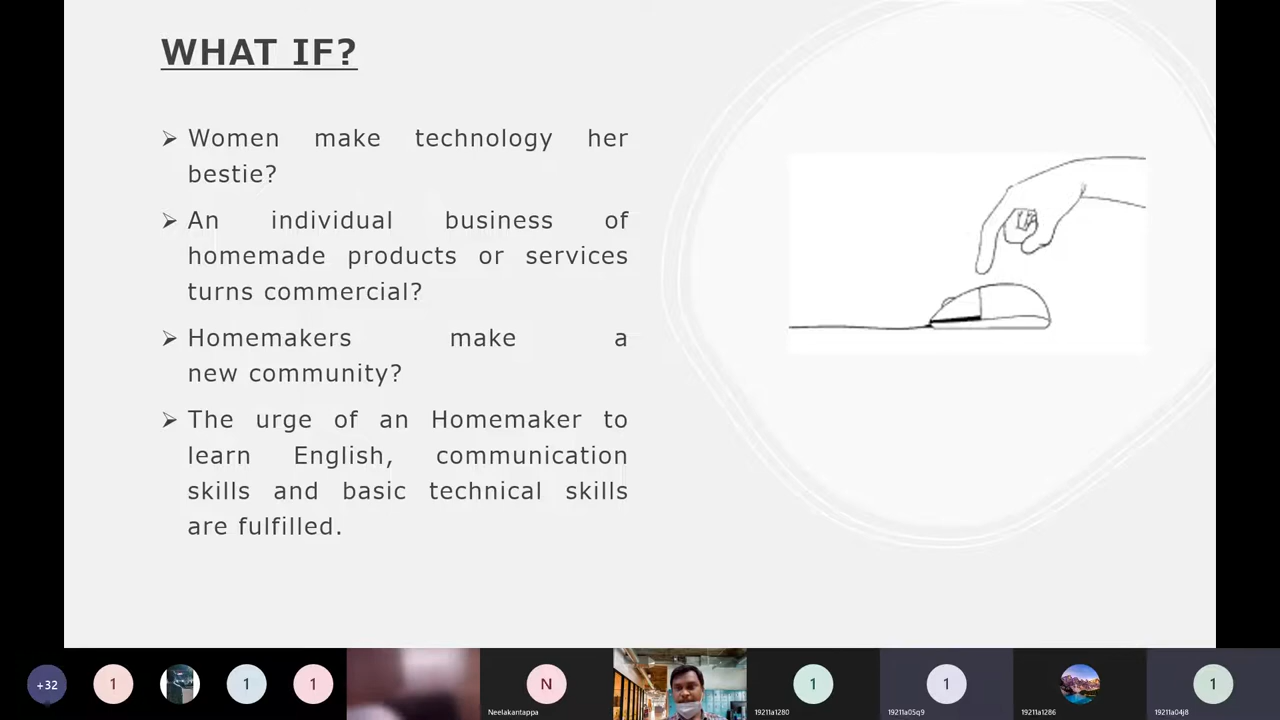 WHAT IF?
➢ Women make technology her
bestie?
➢ An individual business of
homemade products or services
turns commercial?
➢ Homemakers make a
new community?
➢ The urge of an Homemaker to
learn English, communication
skills and basic technical skills
are fulfilled.
+32
1
1
1
N
1
1
1
Neelakantappa
19211a1280
19211a05q9
19211a1286
19211a04j8